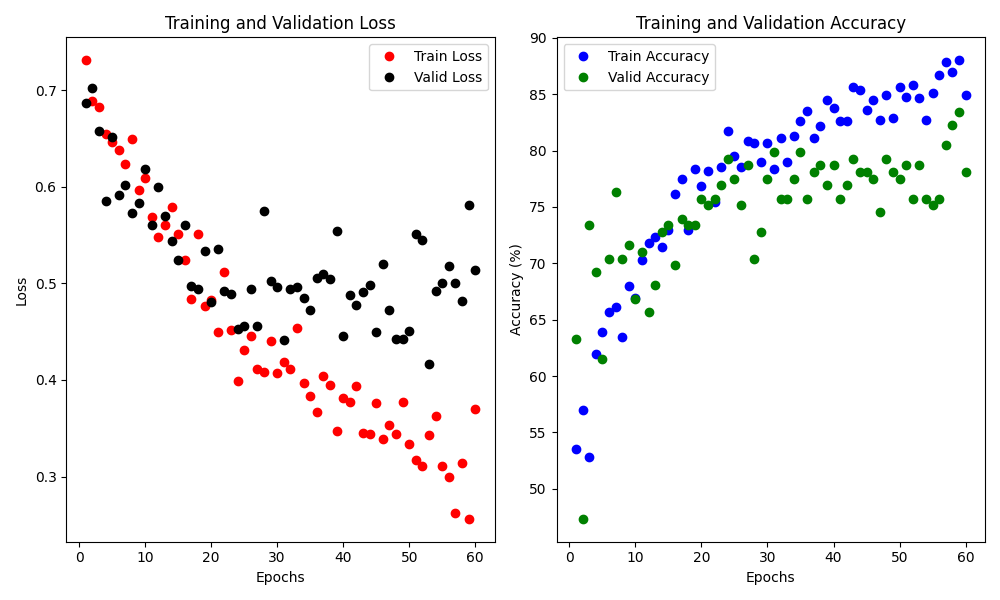 Training and Validation Loss
Train Loss
Valid Loss
0.7
0.6
0.5
0.4
0.3
Loss
0
10
20
30
40
50
60
Epochs
Training and Validation Accuracy
Train Accuracy
Valid Accuracy
90
85
80
75
70
65
60
55
50
Accuracy (%)
0
10
20
30
40
50
60
Epochs